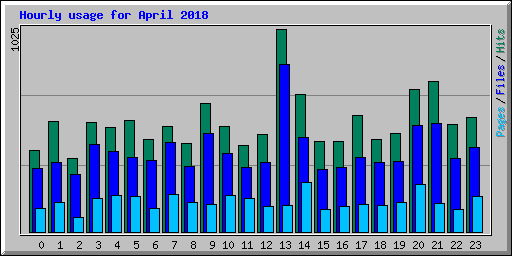 Hourly usage for April 2018
1025
Pages / Files / Hits
0 1 2 3 4 5 6 7 8 9 10 11 12 13 14 15 16 17 18 19 20 21 22 23